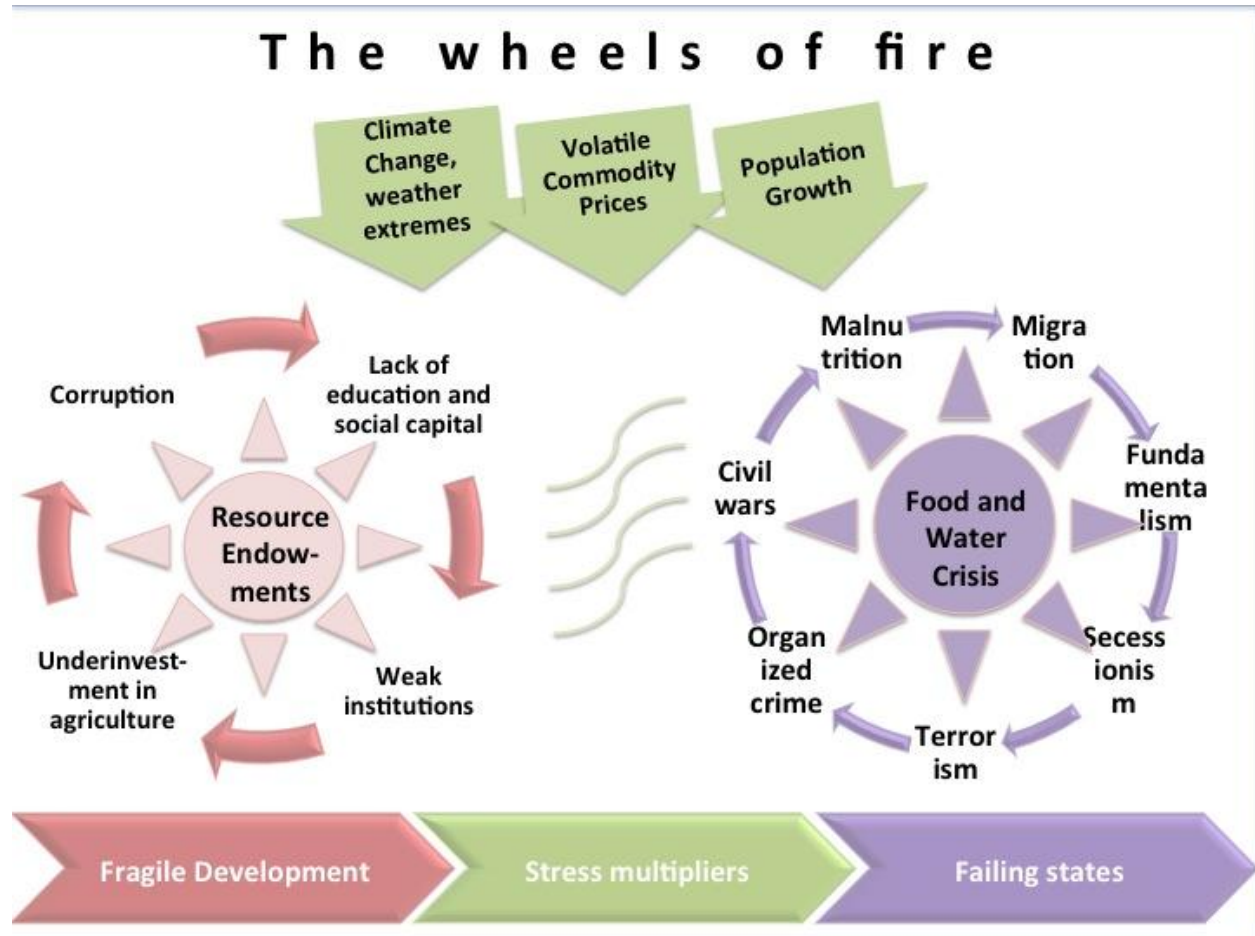 The wheels of fire
Climate
Change,
weather
extremes
Volatile
Commodity
Prices
Population
Growth
Corruption
Lack of
education and
social capital
Weak
institutions
Underinvest-
ment in
agriculture
Resource
Endow-
ments
Malnu
trition
Migra
tion
Funda
menta
lism
Secess
ionis
m
Terror
ism
Organ
ized
crime
Civil
wars
Food and
Water
Crisis
Fragile Development
Stress multipliers
Failing states